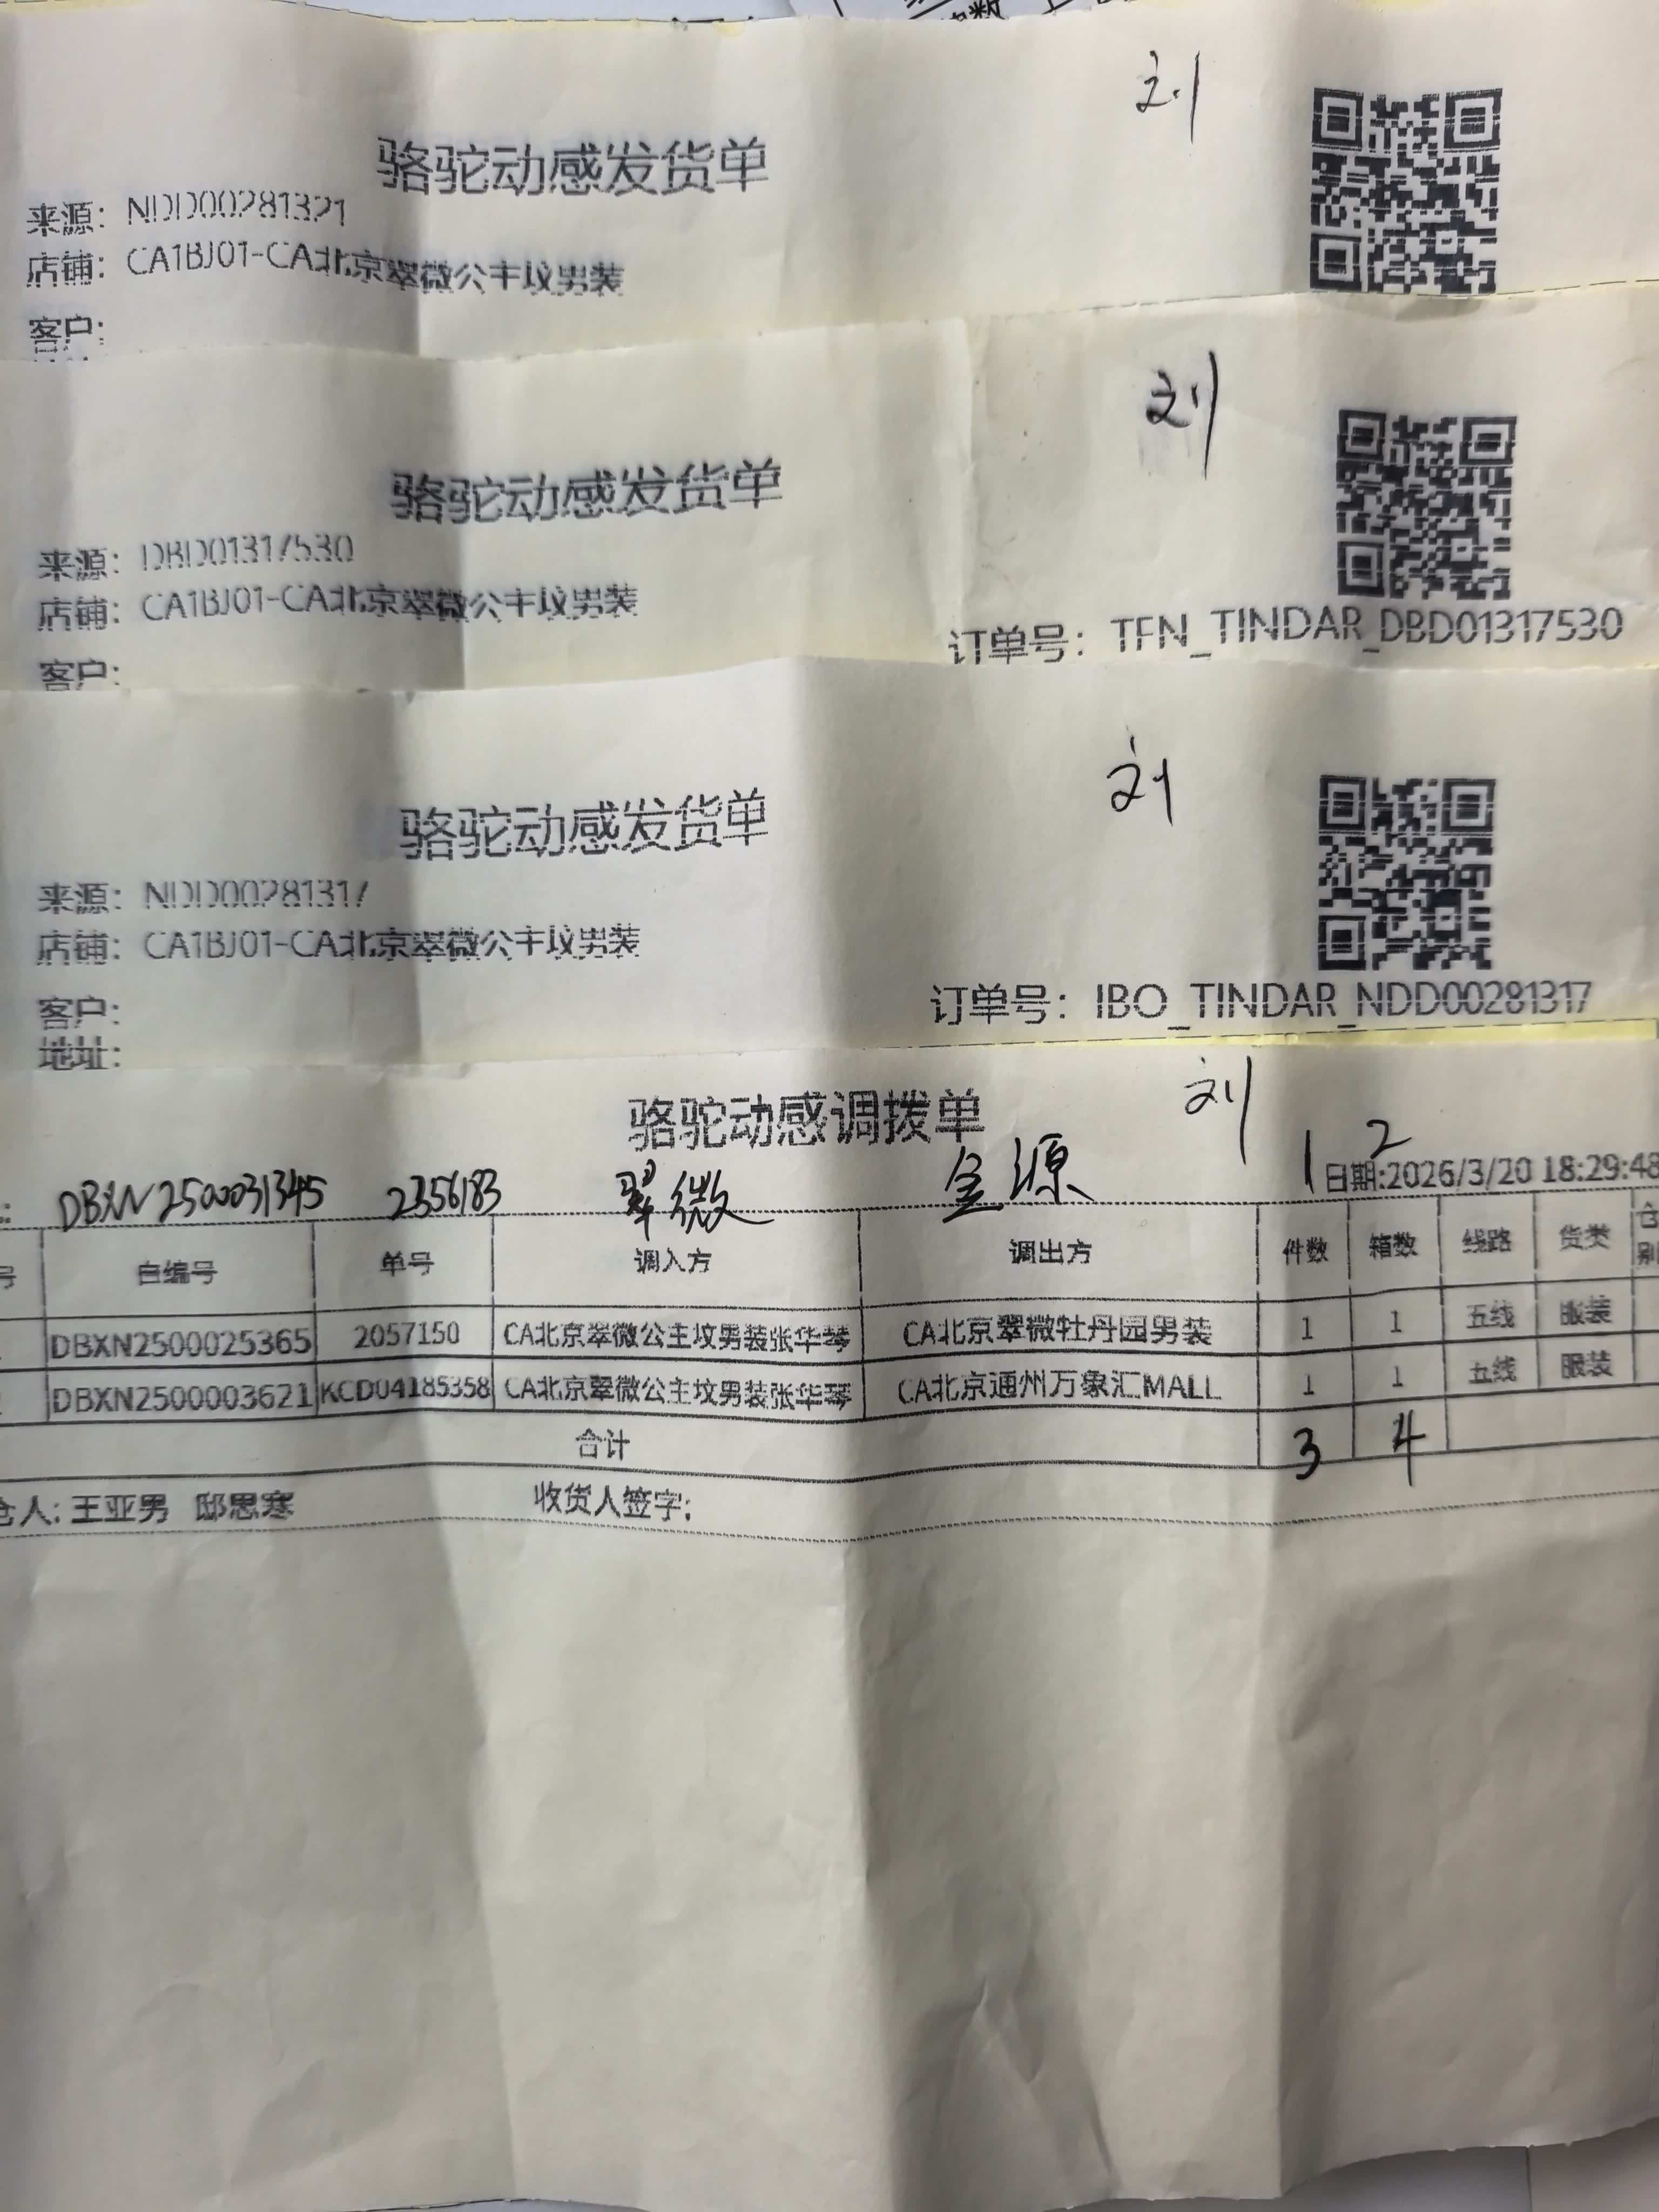 刘
骆驼动感发货单
来源: NDD00281321
店铺: CA1BJ01-CA北京翠微公主坟男装
客户:
刘
骆驼动感发货单
来源: DBD01317530
店铺: CA1BJ01-CA北京翠微公主坟男装
订单号: TFN_TINDAR_DBD01317530
客户:
刘
骆驼动感发货单
来源: NDD00281317
店铺: CA1BJ01-CA北京翠微公主坟男装
订单号: IBO_TINDAR_NDD00281317
客户:
地址:
骆驼动感调拨单 刘
日期:2026/3/20 18:29:48
DBXN2500031345 2356183 翠微 金源 1 2
号 自编号 单号 调入方 调出方 件数 箱数 线路 货类
DBXN2500025365 2057150 CA北京翠微公主坟男装张华琴 CA北京翠微牡丹园男装 1 1 五线 服装
DBXN2500003621 KCD04185358 CA北京翠微公主坟男装张华琴 CA北京通州万象汇MALL 1 1 五线 服装
合计 3 4
仓人: 王亚男 邸思寒 收货人签字: